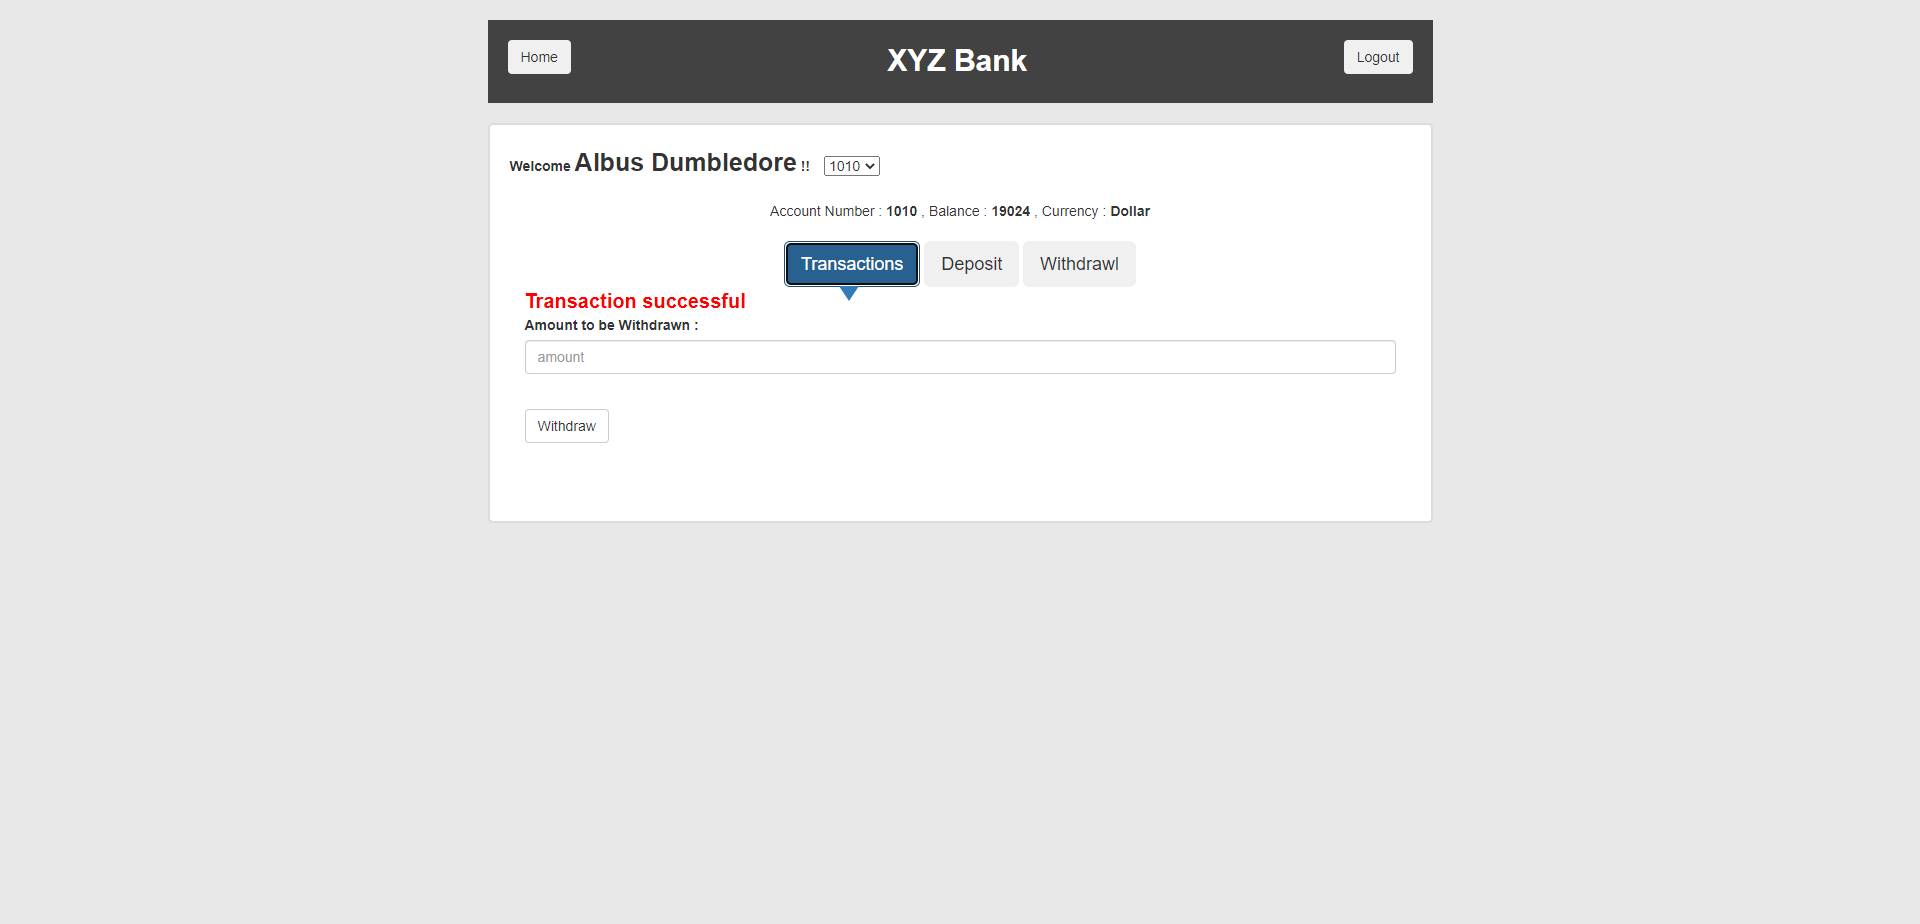 Home XYZ Bank Logout
Welcome Albus Dumbledore !! 1010
Account Number : 1010 , Balance : 19024 , Currency : Dollar
Transactions Deposit Withdrawl
Transaction successful
Amount to be Withdrawn :
amount
Withdraw